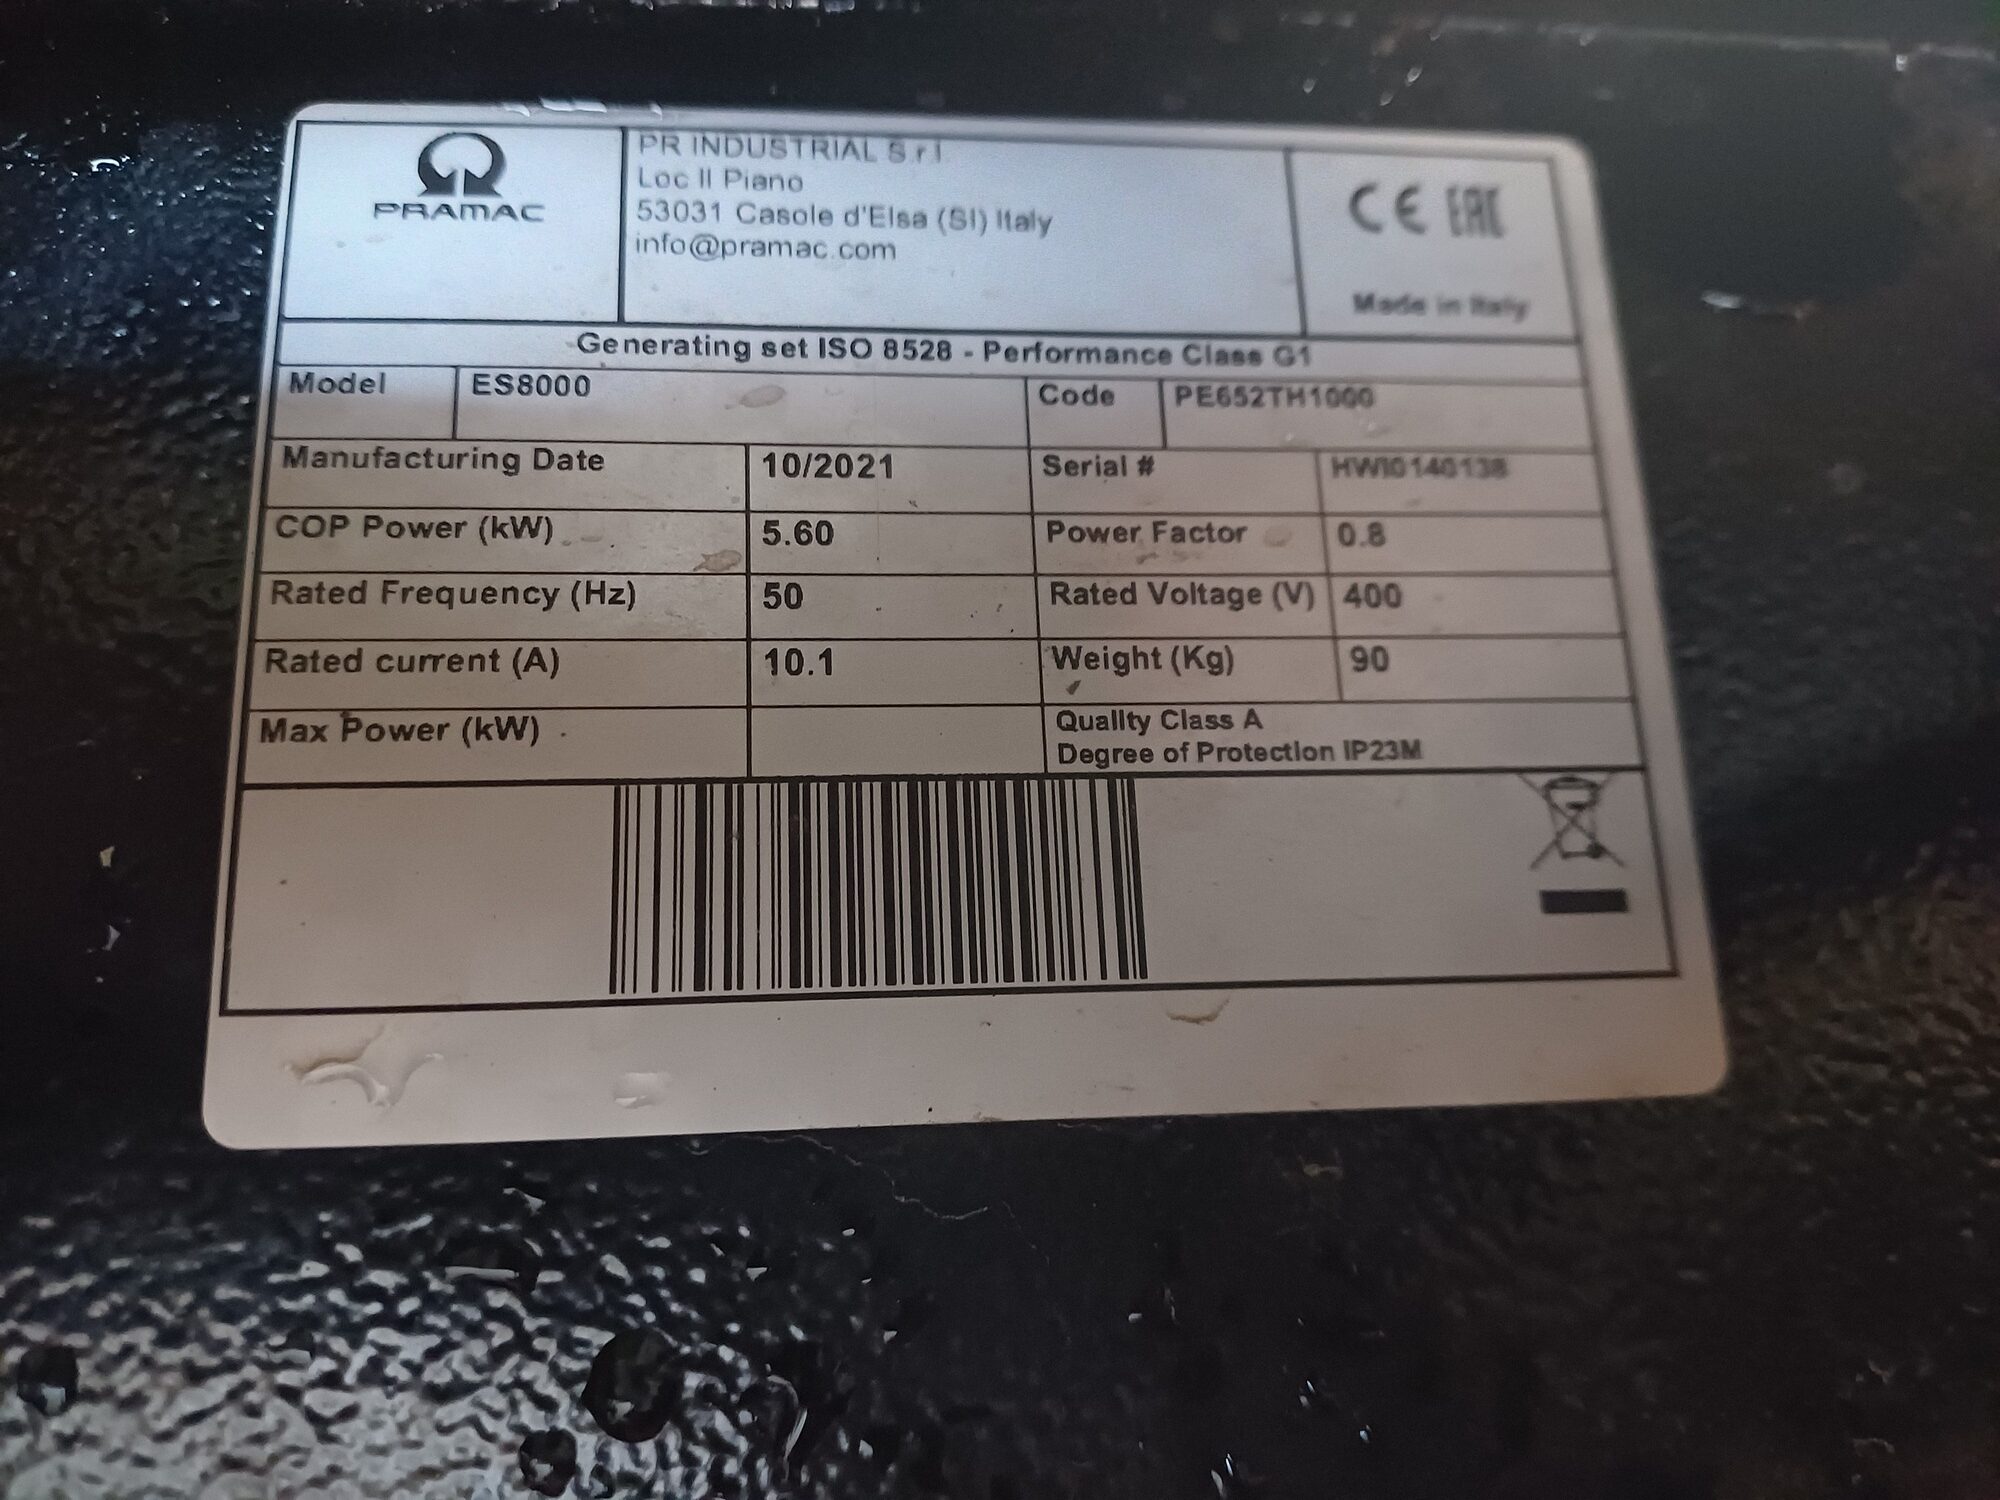 PRAMAC
PR INDUSTRIAL S.r.l
Loc Il Piano
53031 Casole d'Elsa (SI) Italy
info@pramac.com
CE EAC
Made in Italy
Generating set ISO 8528 - Performance Class G1
Model ES8000 Code PE652TH1000
Manufacturing Date 10/2021 Serial # HWI0140138
COP Power (kW) 5.60 Power Factor 0.8
Rated Frequency (Hz) 50 Rated Voltage (V) 400
Rated current (A) 10.1 Weight (Kg) 90
Max Power (kW)
Quality Class A
Degree of Protection IP23M